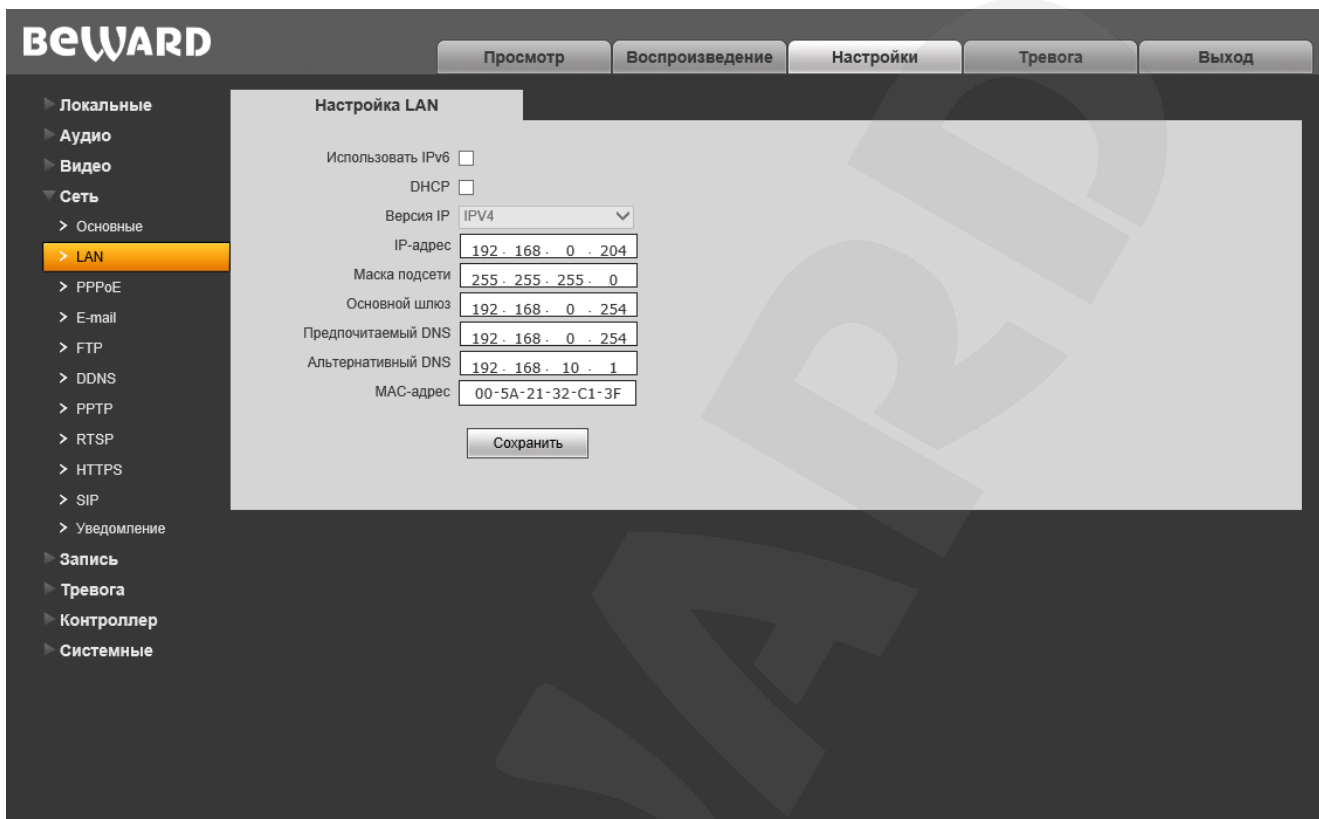 BEWARD
Просмотр
Воспроизведение
Настройки
Тревога
Выход
Локальные
Аудио
Видео
Сеть
Основные
LAN
PPPoE
E-mail
FTP
DDNS
PPTP
RTSP
HTTPS
SIP
Уведомление
Запись
Тревога
Контроллер
Системные
Настройка LAN
Использовать IPv6
DHCP
Версия IP IPV4
IP-адрес 192 . 168 . 0 . 204
Маска подсети 255 . 255 . 255 . 0
Основной шлюз 192 . 168 . 0 . 254
Предпочитаемый DNS 192 . 168 . 0 . 254
Альтернативный DNS 192 . 168 . 10 . 1
MAC-адрес 00-5A-21-32-C1-3F
Сохранить